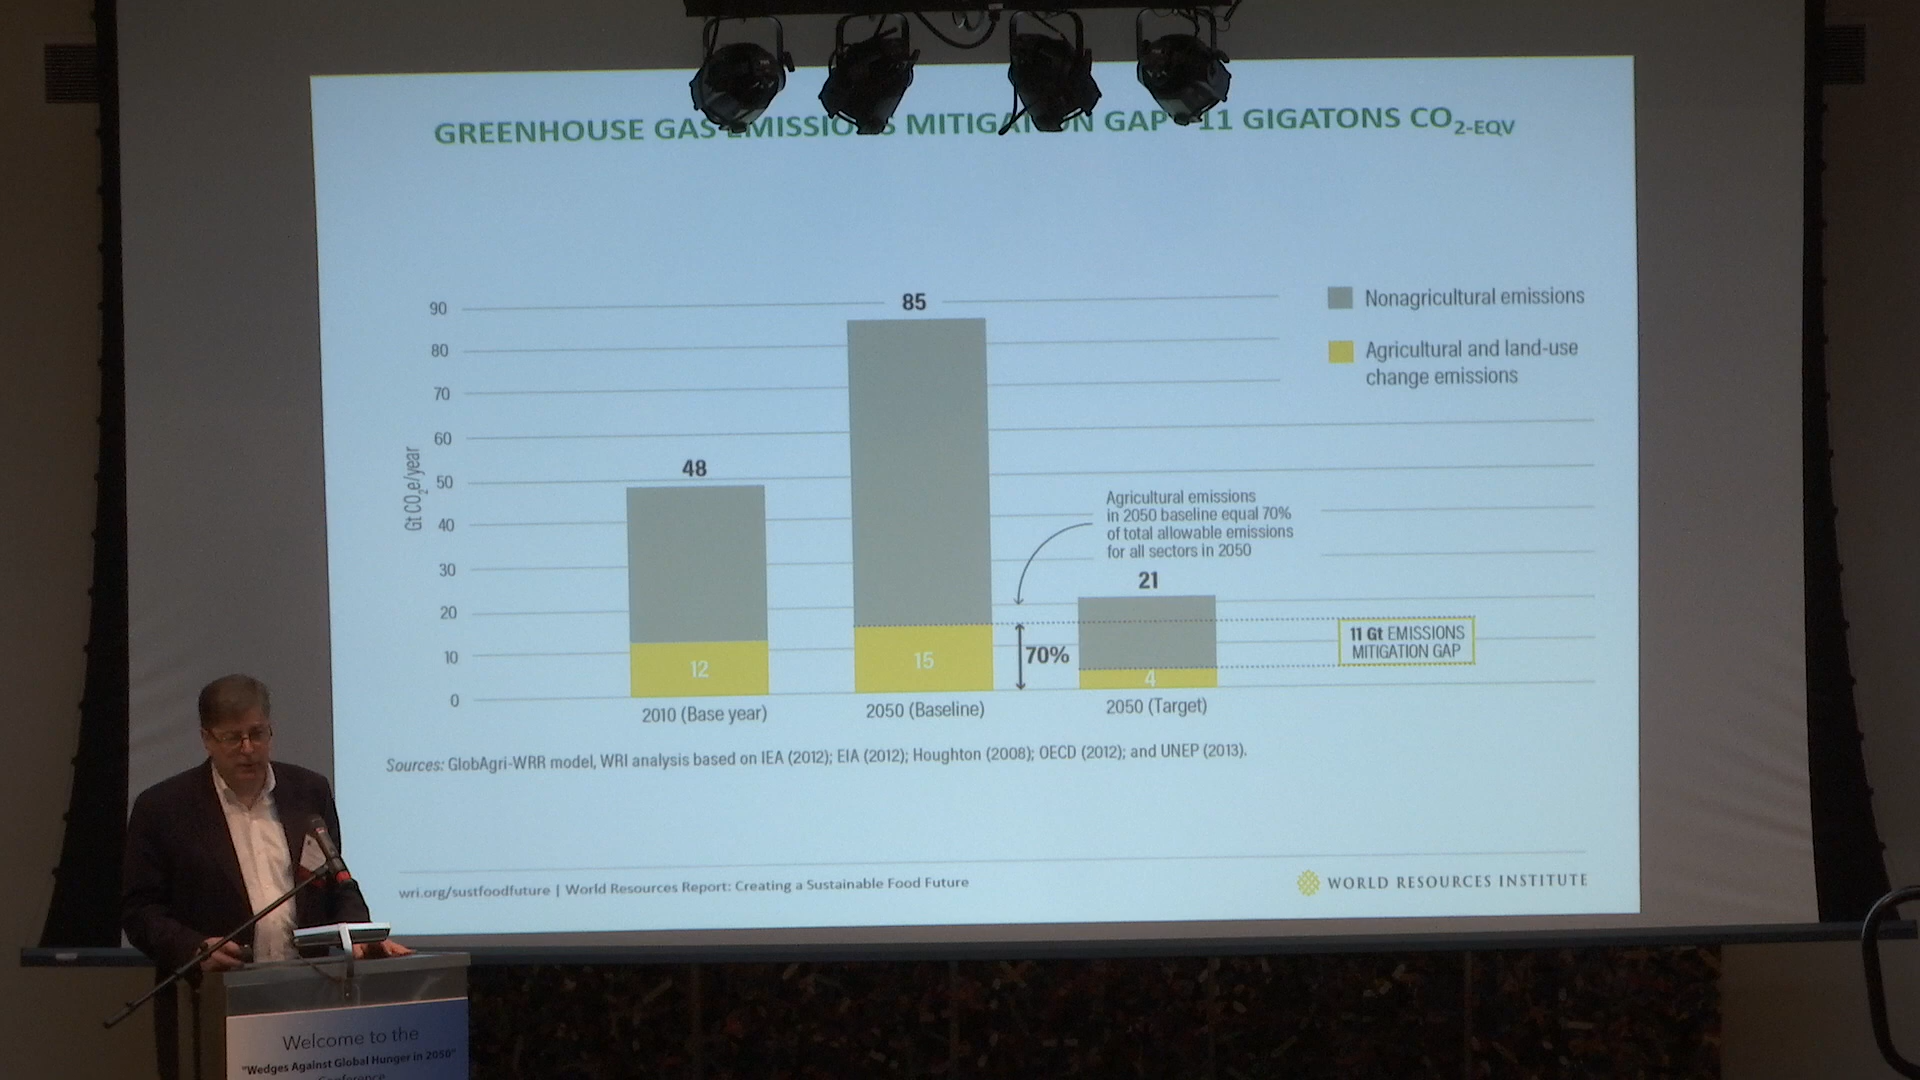 GREENHOUSE GAS EMISSIONS MITIGATION GAP 11 GIGATONS CO2-EQV
90
80
70
60
50
40
30
20
10
0
Gt CO2e/year
48
12
2010 (Base year)
85
15
2050 (Baseline)
70%
Agricultural emissions
in 2050 baseline equal 70%
of total allowable emissions
for all sectors in 2050
21
4
2050 (Target)
Nonagricultural emissions
Agricultural and land-use
change emissions
11 Gt EMISSIONS
MITIGATION GAP
Sources: GlobAgri-WRR model, WRI analysis based on IEA (2012); EIA (2012); Houghton (2008); OECD (2012); and UNEP (2013).
wri.org/sustfoodfuture | World Resources Report: Creating a Sustainable Food Future
WORLD RESOURCES INSTITUTE
Welcome to the
"Wedges Against Global Hunger in 2050"
Conference